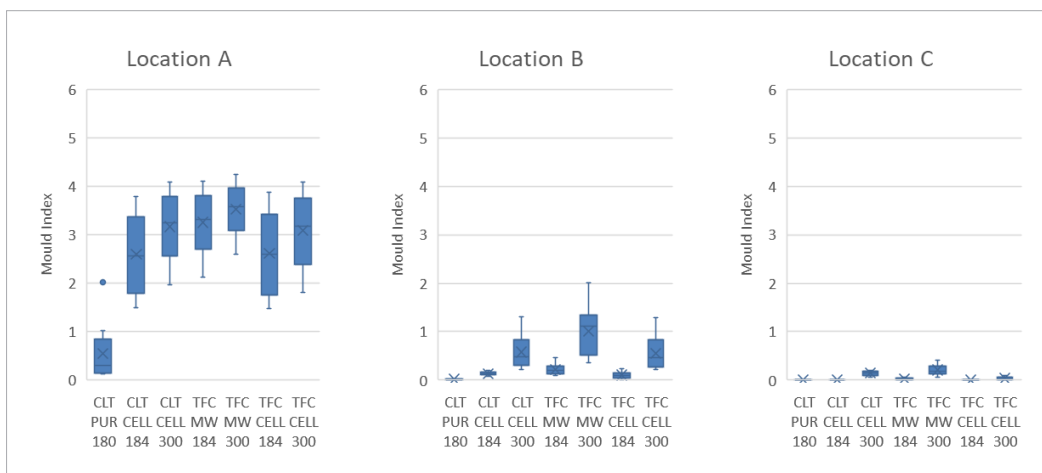 Location A
Location B
Location C
Mould Index
6
5
4
3
2
1
0
CLT PUR 180
CLT CELL 184
CLT CELL 300
TFC MW 184
TFC MW 300
TFC CELL 184
TFC CELL 300
Mould Index
6
5
4
3
2
1
0
CLT PUR 180
CLT CELL 184
CLT CELL 300
TFC MW 184
TFC MW 300
TFC CELL 184
TFC CELL 300
Mould Index
6
5
4
3
2
1
0
CLT PUR 180
CLT CELL 184
CLT CELL 300
TFC MW 184
TFC MW 300
TFC CELL 184
TFC CELL 300